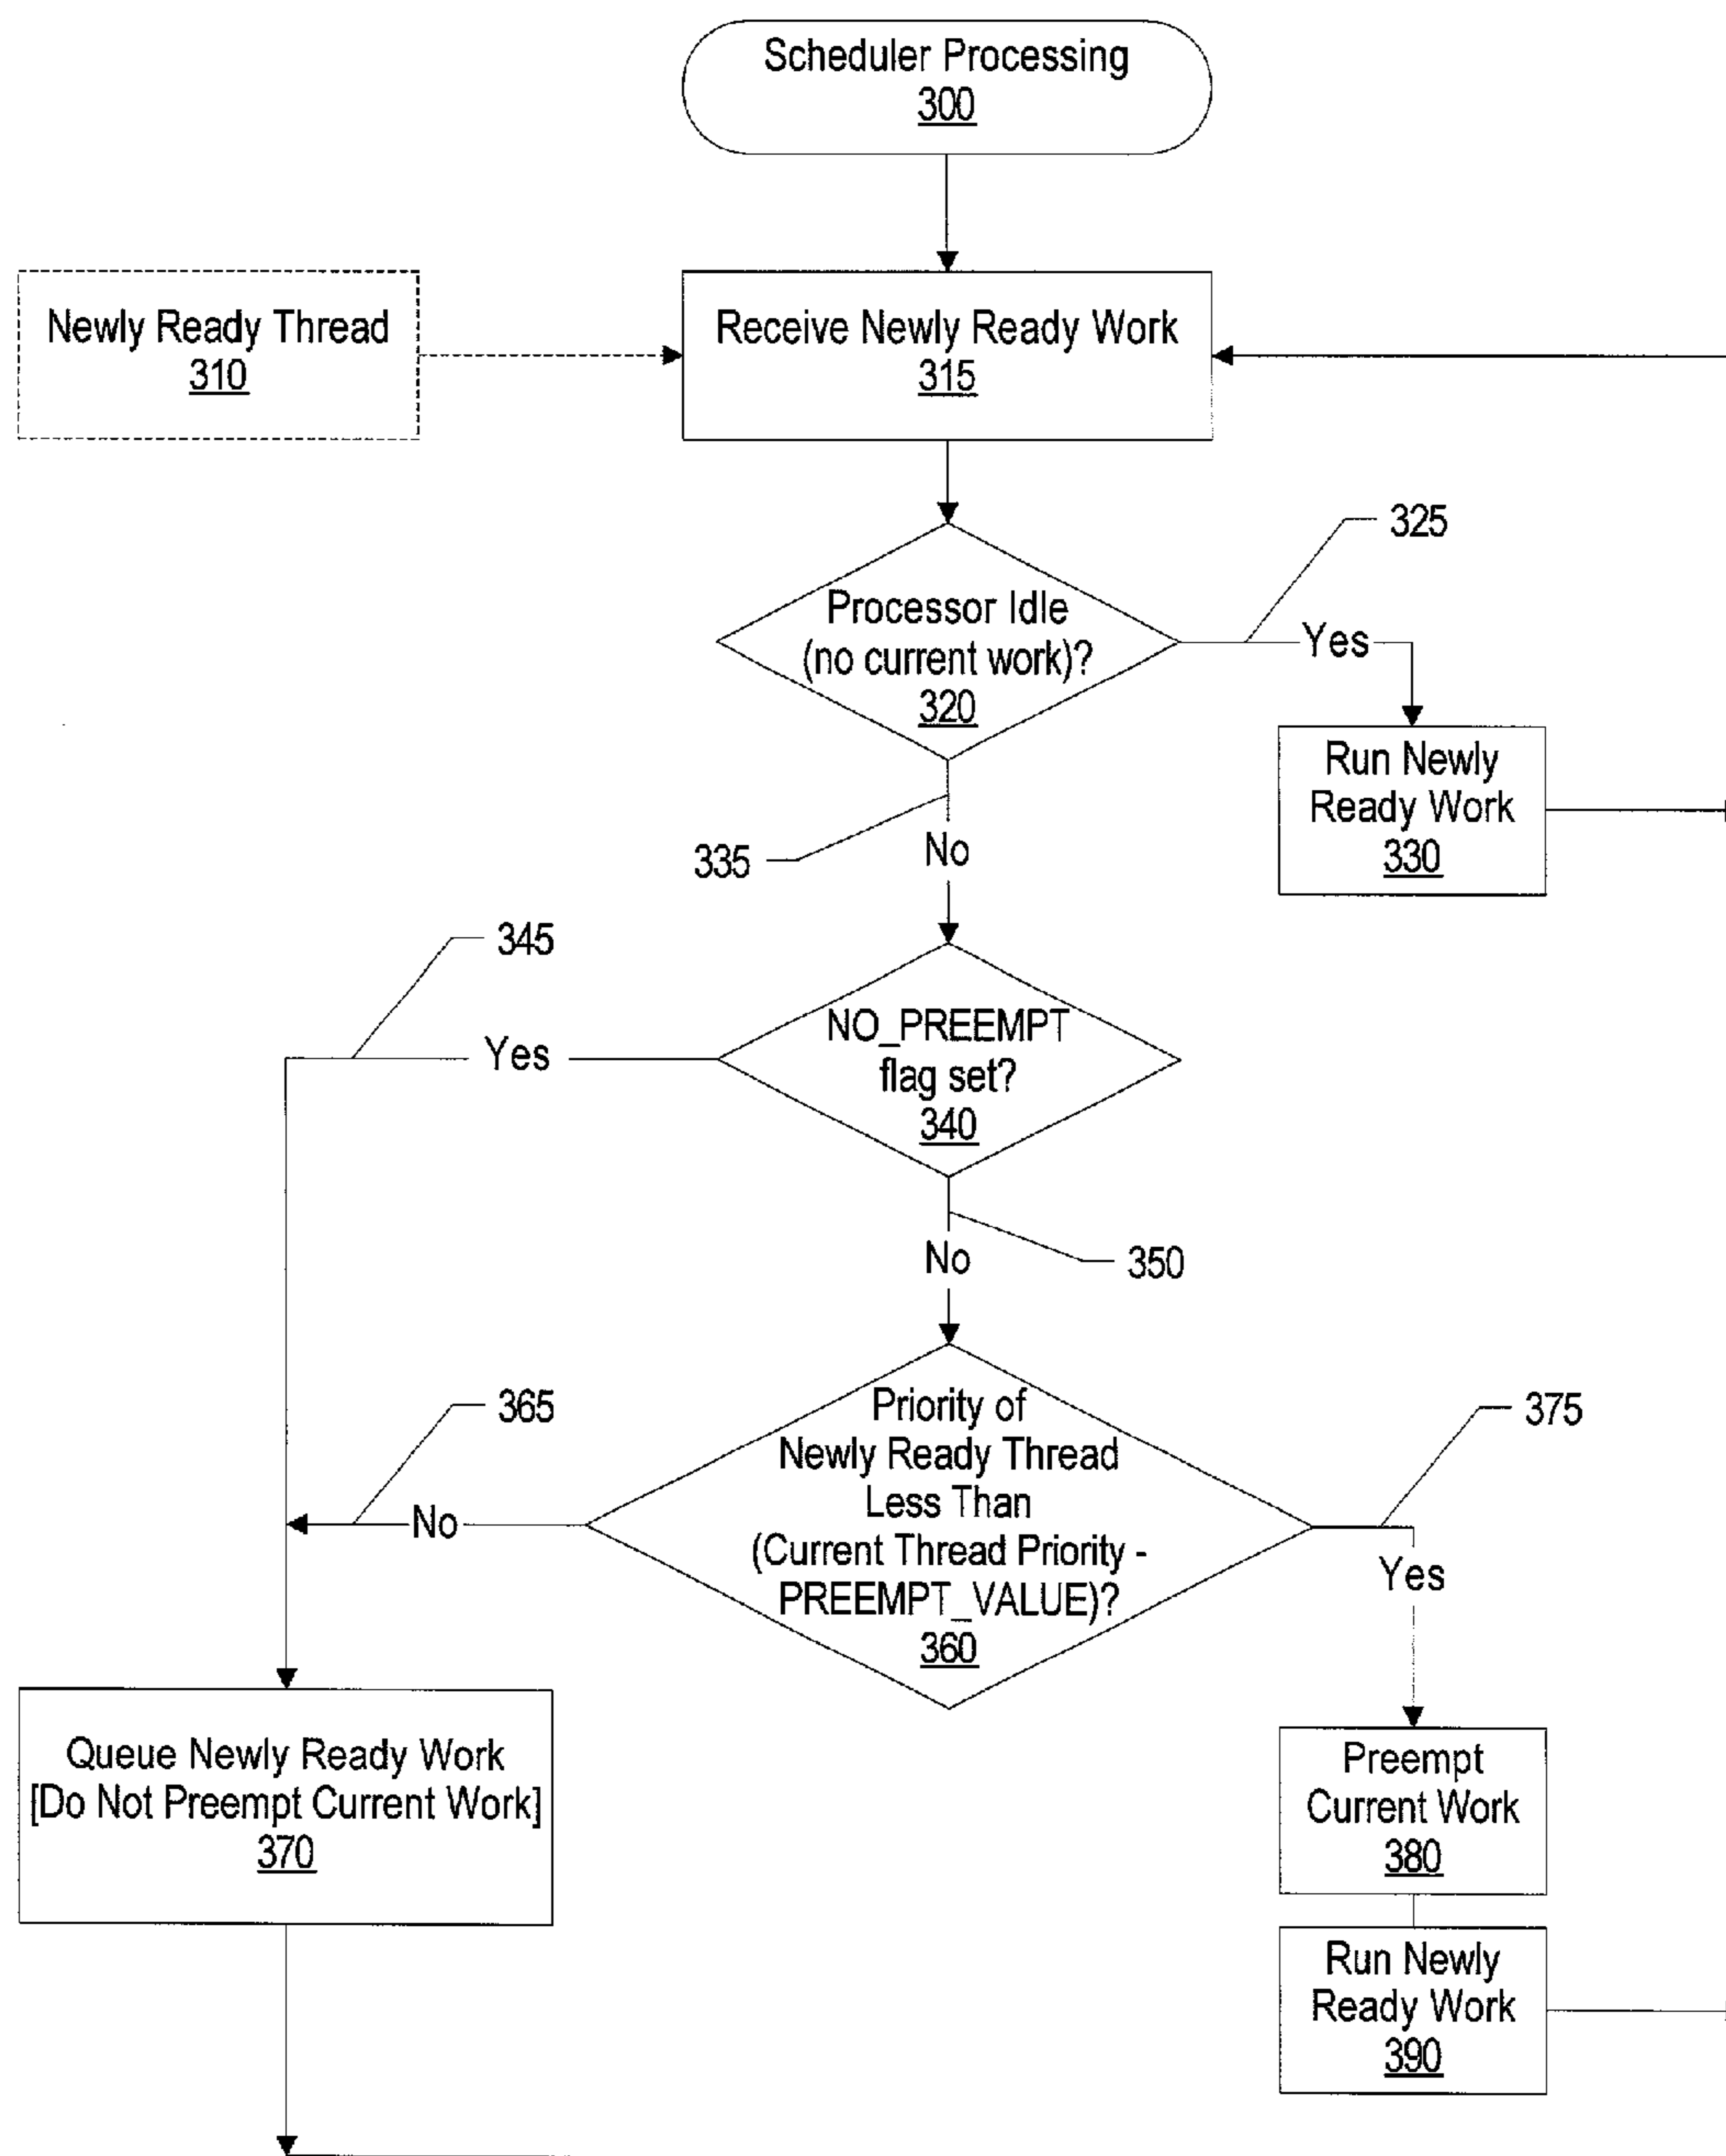 Scheduler Processing
300
Newly Ready Thread
310
Receive Newly Ready Work
315
325
Processor Idle
(no current work)?
320
Yes
Run Newly
Ready Work
330
335
No
345
NO_PREEMPT
flag set?
340
Yes
350
No
365
Priority of
Newly Ready Thread
Less Than
(Current Thread Priority -
PREEMPT_VALUE)?
360
No
375
Yes
Queue Newly Ready Work
[Do Not Preempt Current Work]
370
Preempt
Current Work
380
Run Newly
Ready Work
390